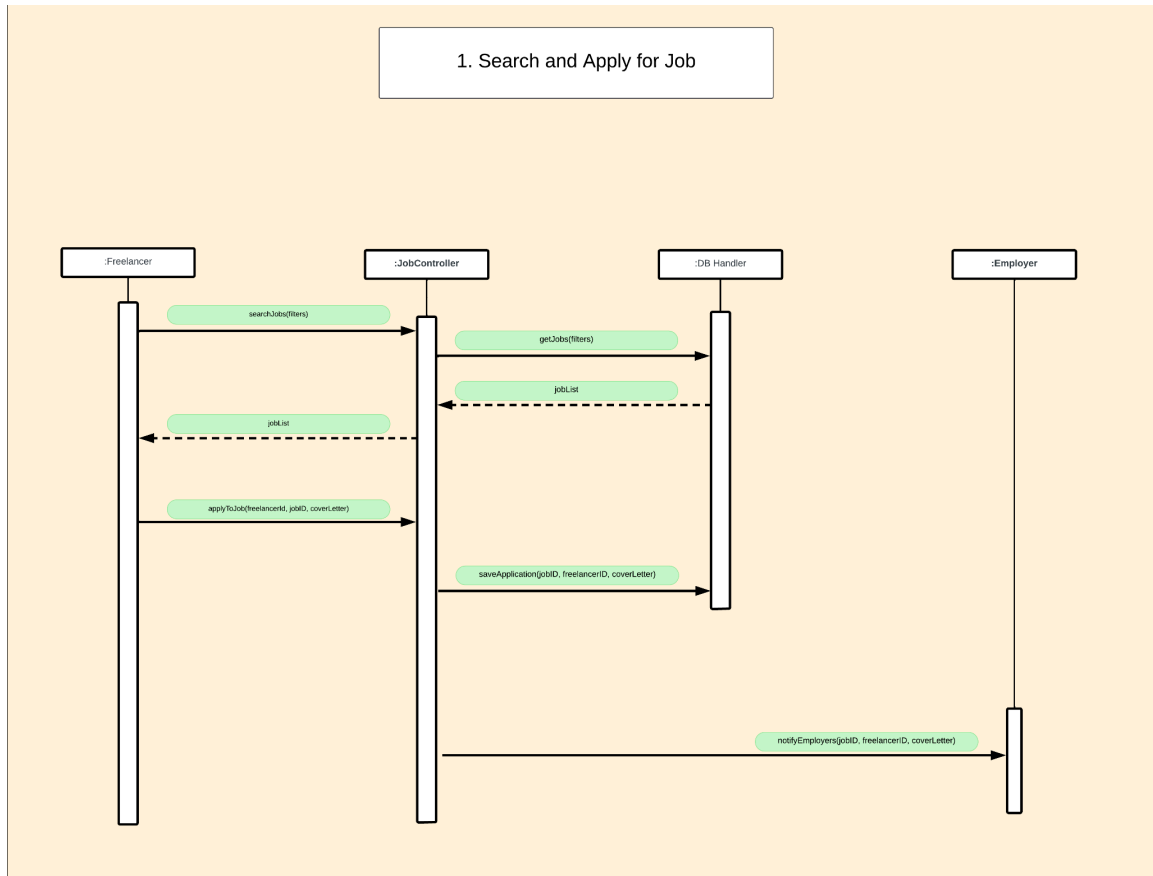 1. Search and Apply for Job
:Freelancer
:JobController
:DB Handler
:Employer
searchJobs(filters)
getJobs(filters)
jobList
jobList
applyToJob(freelancerId, jobID, coverLetter)
saveApplication(jobID, freelancerID, coverLetter)
notifyEmployers(jobID, freelancerID, coverLetter)